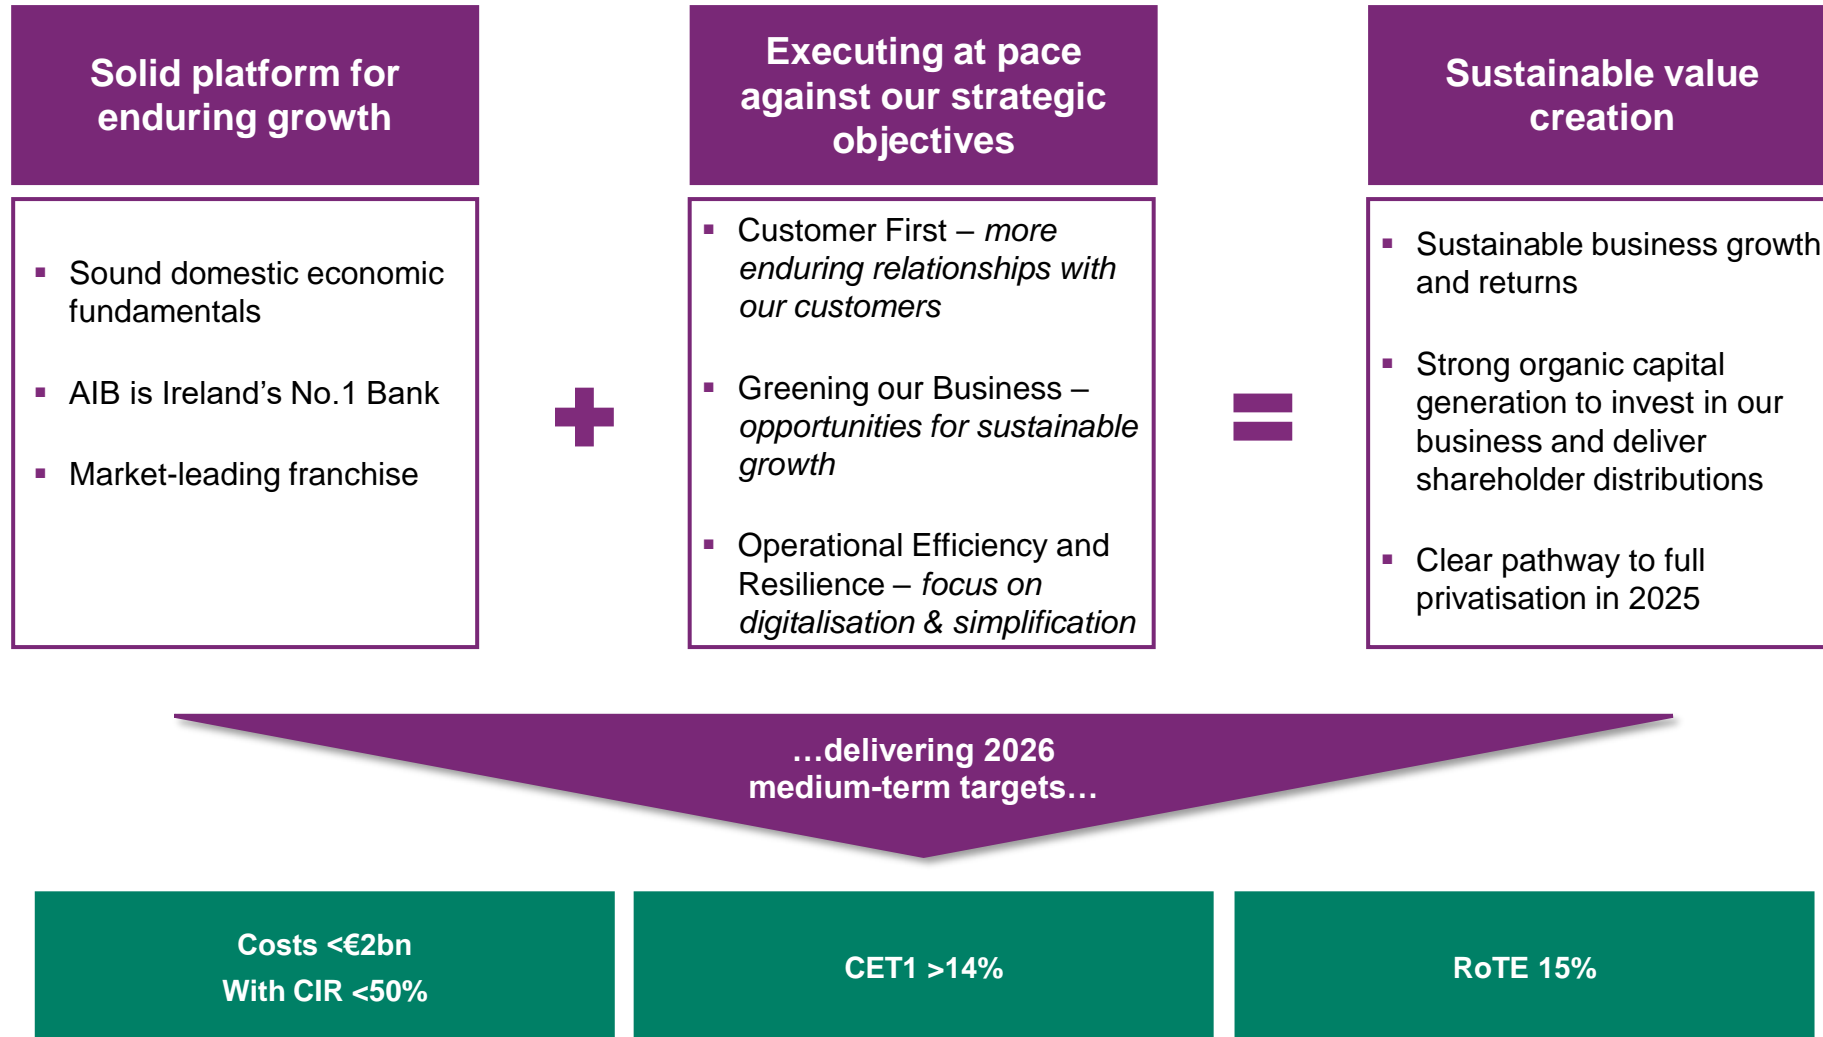 Solid platform for
enduring growth
▪ Sound domestic economic
fundamentals
▪ AIB is Ireland’s No.1 Bank
▪ Market-leading franchise
Executing at pace
against our strategic
objectives
▪ Customer First – more
enduring relationships with
our customers
▪ Greening our Business –
opportunities for sustainable
growth
▪ Operational Efficiency and
Resilience – focus on
digitalisation & simplification
Sustainable value
creation
▪ Sustainable business growth
and returns
▪ Strong organic capital
generation to invest in our
business and deliver
shareholder distributions
▪ Clear pathway to full
privatisation in 2025
…delivering 2026
medium-term targets…
Costs <€2bn
With CIR <50%
CET1 >14%
RoTE 15%